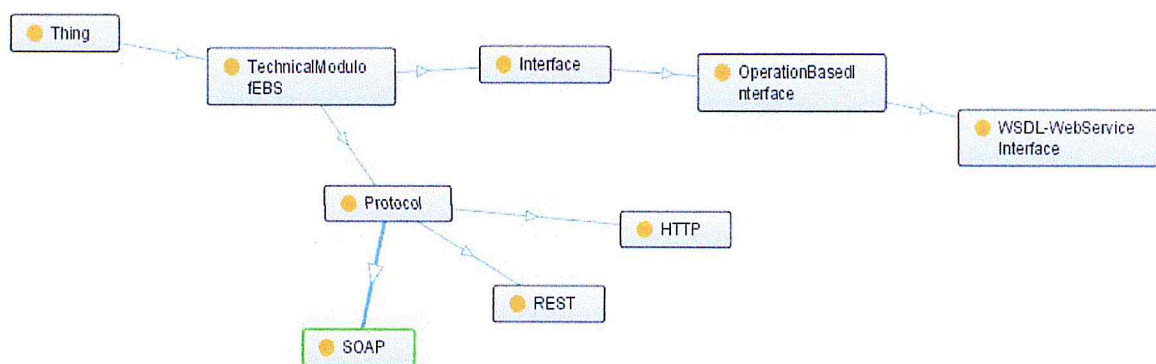 Thing
TechnicalModulo
fEBS
Interface
OperationBasedI
nterface
WSDL-WebService
Interface
Protocol
HTTP
REST
SOAP